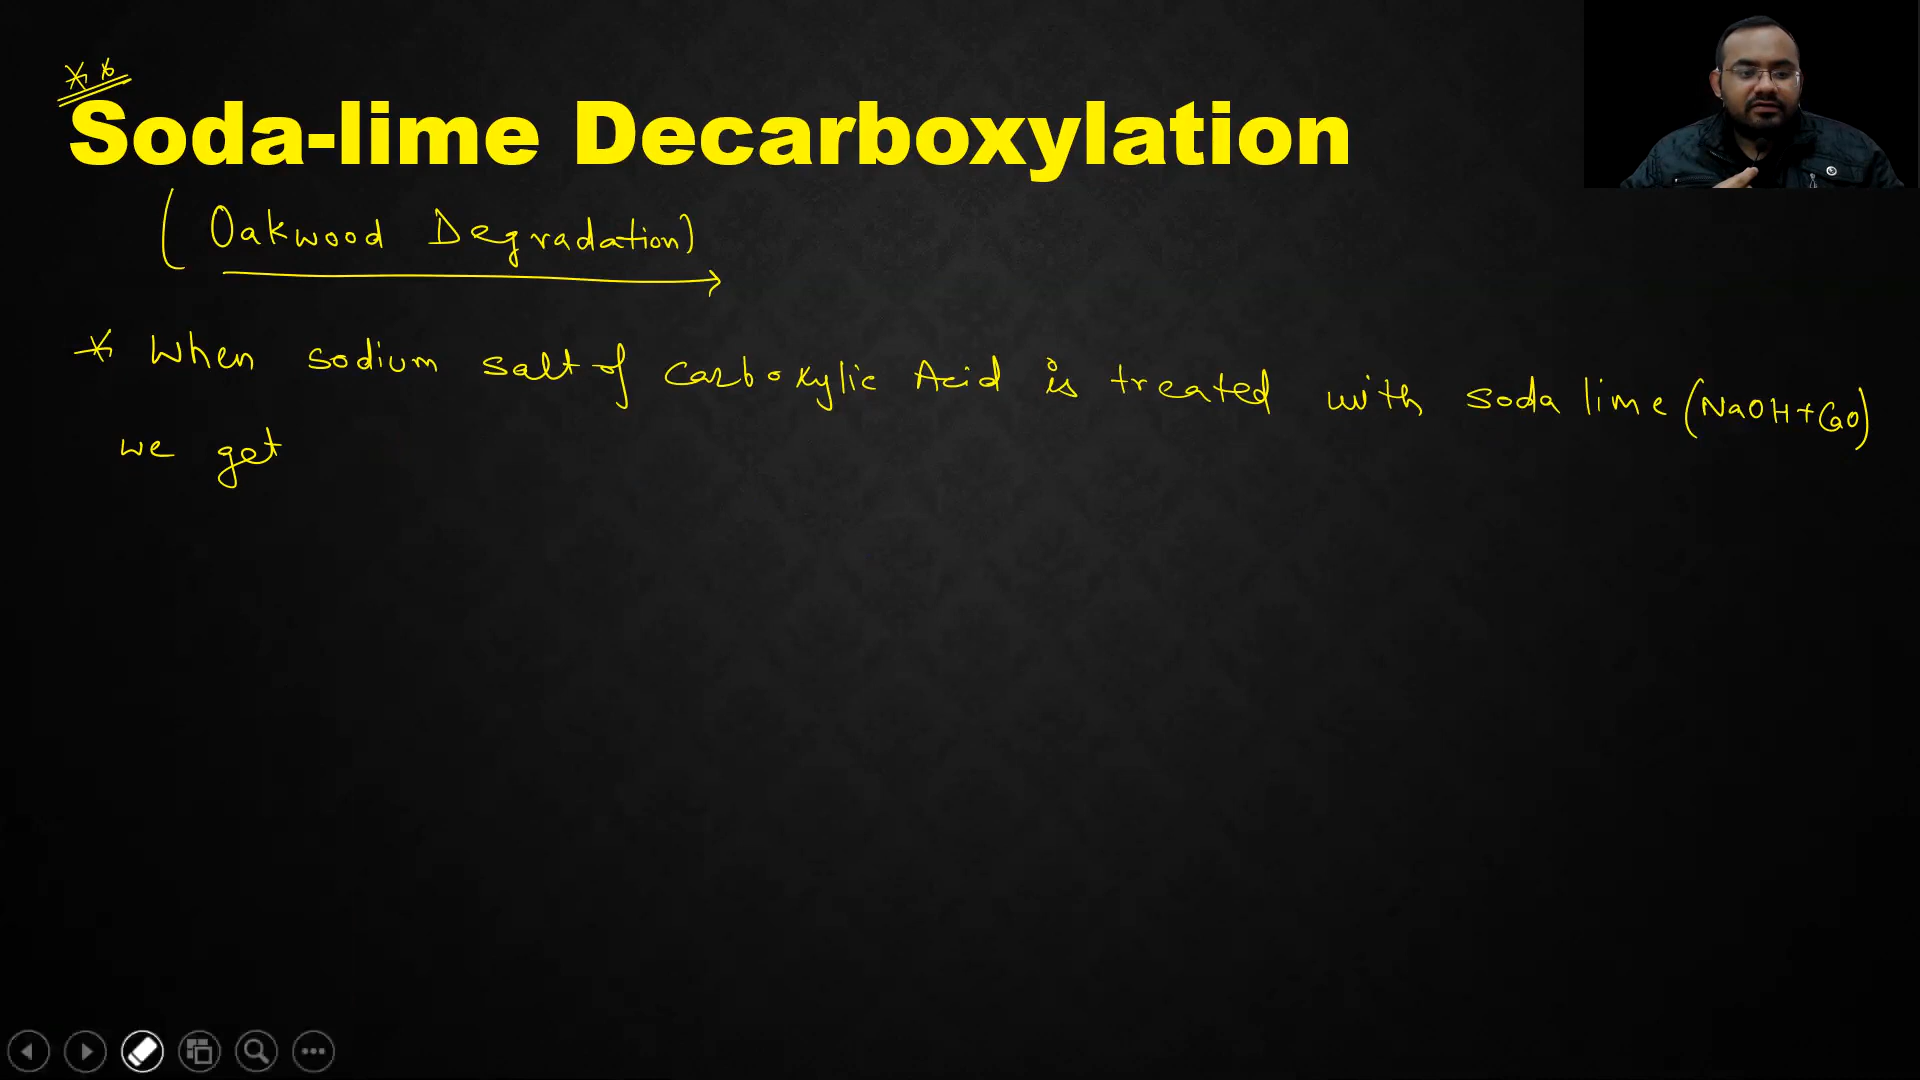 Soda-lime Decarboxylation
(Oakwood Degradation)
* When sodium salt of carboxylic Acid is treated with soda lime (NaOH+CaO)
we get